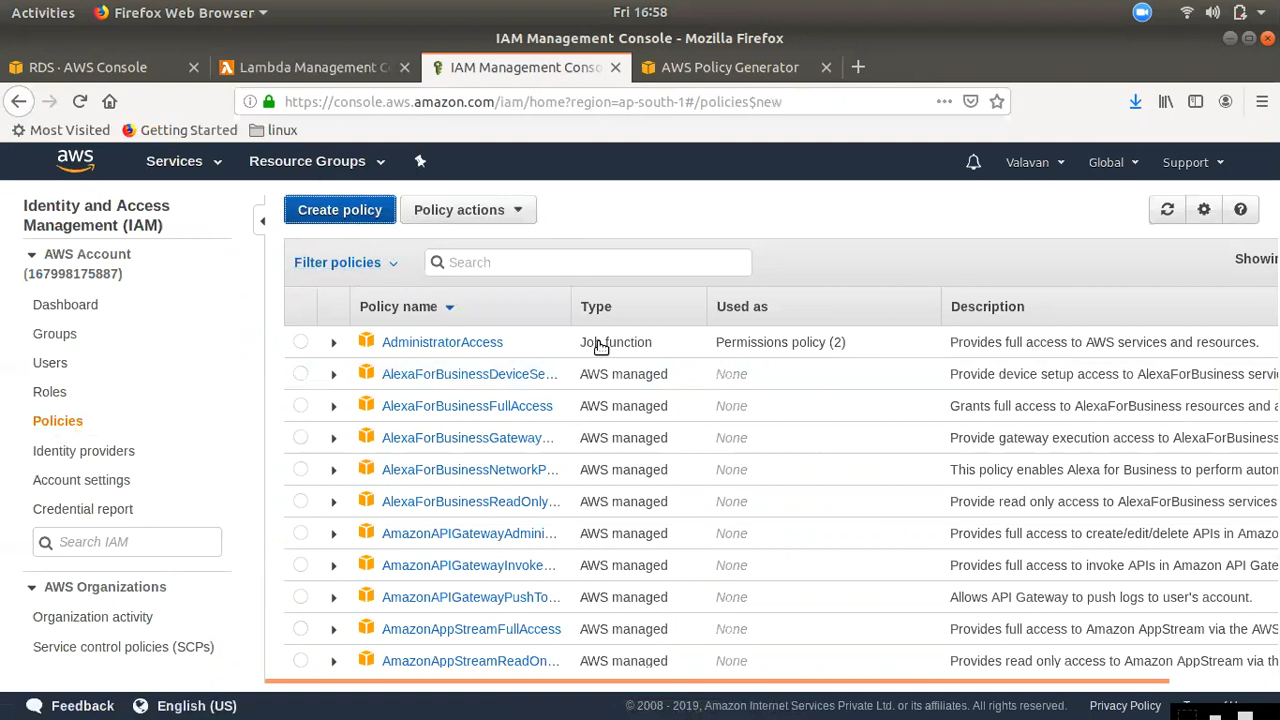 Activities Firefox Web Browser Fri 16:58
IAM Management Console - Mozilla Firefox
RDS · AWS Console Lambda Management C IAM Management Conso AWS Policy Generator
https://console.aws.amazon.com/iam/home?region=ap-south-1#/policies$new
Most Visited Getting Started linux
aws Services Resource Groups Valavan Global Support
Identity and Access
Management (IAM)
AWS Account
(167998175887)
Dashboard
Groups
Users
Roles
Policies
Identity providers
Account settings
Credential report
Search IAM
AWS Organizations
Organization activity
Service control policies (SCPs)
Create policy Policy actions
Filter policies Search Showin
Policy name Type Used as Description
AdministratorAccess Job function Permissions policy (2) Provides full access to AWS services and resources.
AlexaForBusinessDeviceSe... AWS managed None Provide device setup access to AlexaForBusiness servi
AlexaForBusinessFullAccess AWS managed None Grants full access to AlexaForBusiness resources and a
AlexaForBusinessGateway... AWS managed None Provide gateway execution access to AlexaForBusiness
AlexaForBusinessNetworkP... AWS managed None This policy enables Alexa for Business to perform autom
AlexaForBusinessReadOnly... AWS managed None Provide read only access to AlexaForBusiness services
AmazonAPIGatewayAdmini... AWS managed None Provides full access to create/edit/delete APIs in Amazo
AmazonAPIGatewayInvoke... AWS managed None Provides full access to invoke APIs in Amazon API Gate
AmazonAPIGatewayPushTo... AWS managed None Allows API Gateway to push logs to user's account.
AmazonAppStreamFullAccess AWS managed None Provides full access to Amazon AppStream via the AWS
AmazonAppStreamReadOn... AWS managed None Provides read only access to Amazon AppStream via the
Feedback English (US) © 2008 - 2019, Amazon Internet Services Private Ltd. or its affiliates. All rights reserved. Privacy Policy